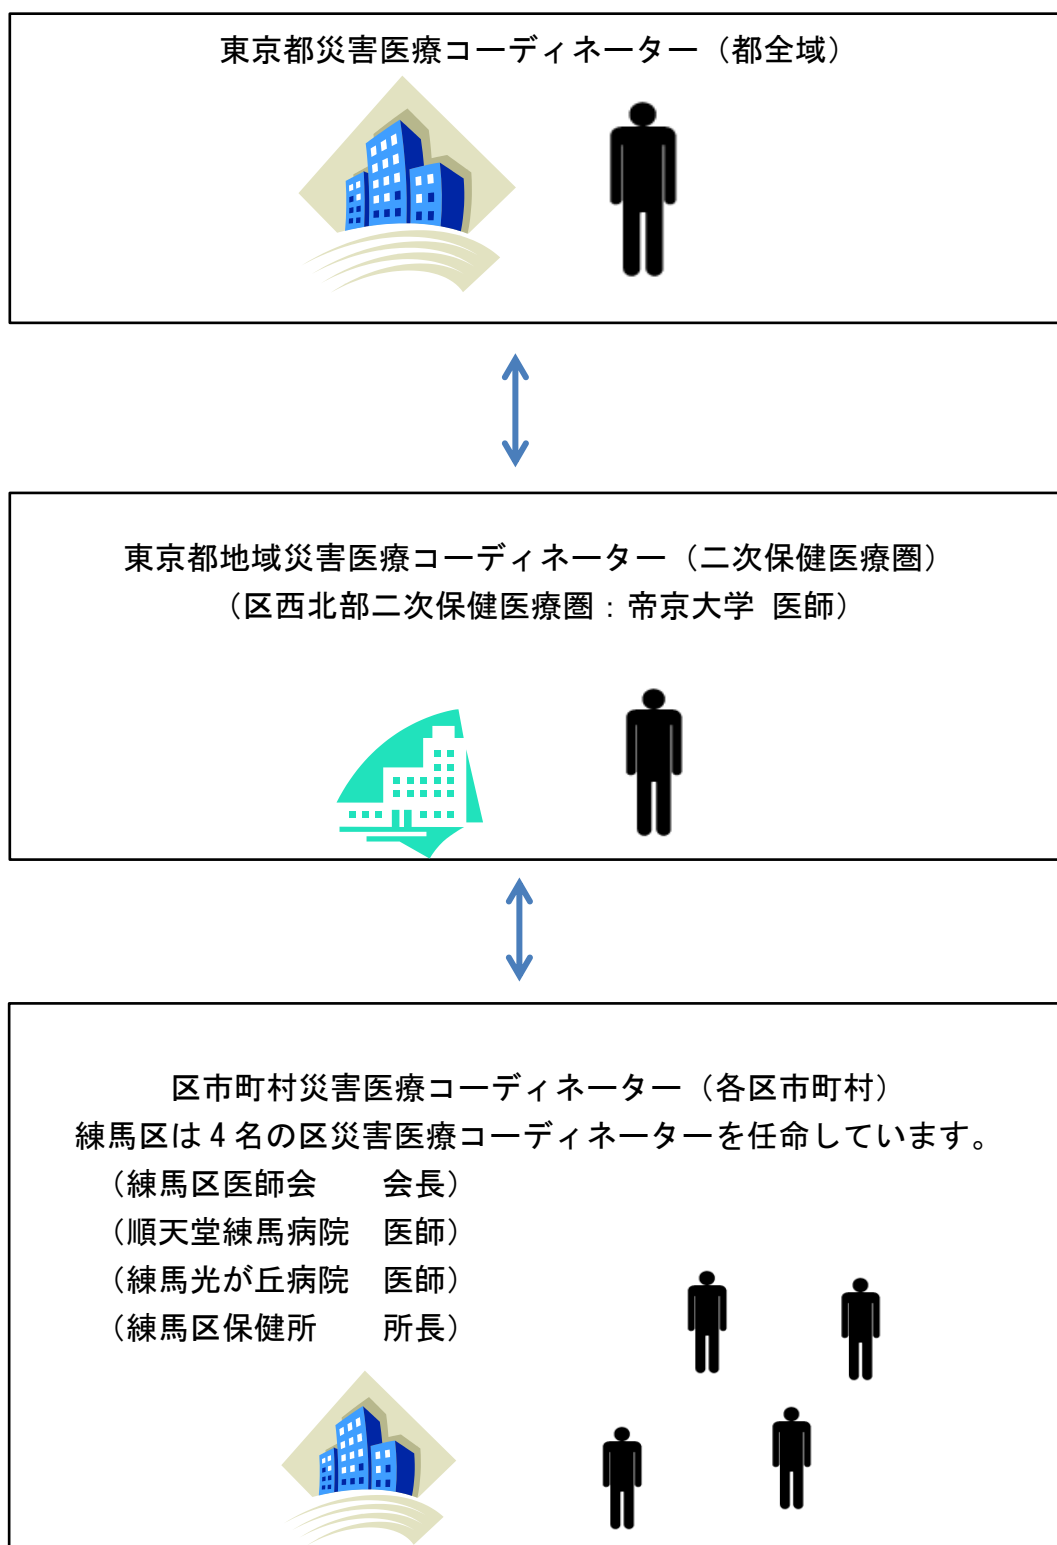 東京都災害医療コーディネーター（都全域）
東京都地域災害医療コーディネーター（二次保健医療圏）
（区西北部二次保健医療圏：帝京大学 医師）
区市町村災害医療コーディネーター（各区市町村）
練馬区は4名の区災害医療コーディネーターを任命しています。
（練馬区医師会　　会長）
（順天堂練馬病院　医師）
（練馬光が丘病院　医師）
（練馬区保健所　　所長）